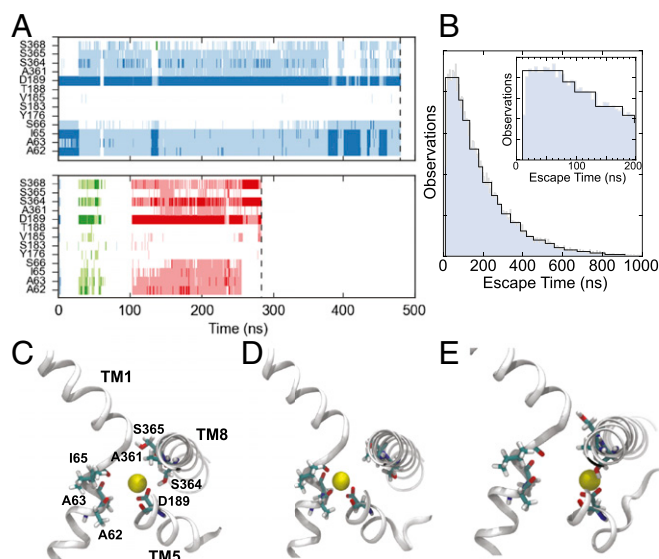 A
B
S368
S365
S364
A361
D189
T188
V185
S183
Y176
S66
I65
A63
A62
S368
S365
S364
A361
D189
T188
V185
S183
Y176
S66
I65
A63
A62
0 100 200 300 400 500
Time (ns)
Observations
Observations
0 100 200
Escape Time (ns)
0 200 400 600 800 1000
Escape Time (ns)
C
D
E
TM1
S365
TM8
A361
I65
S364
A63
D189
A62
TM5